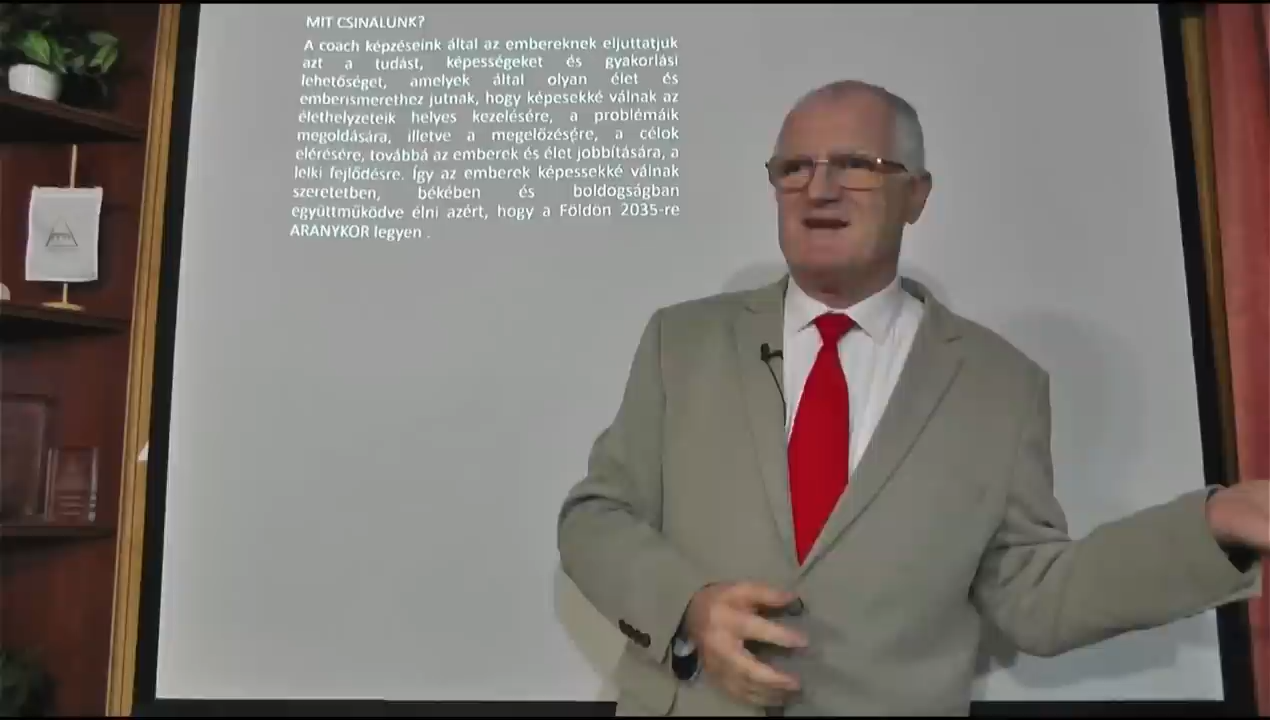 MIT CSINÁLUNK?
A coach képzéseink által az embereknek eljuttatjuk
azt a tudást, képességeket és gyakorlási
lehetőséget, amelyek által olyan élet és
emberismerethez jutnak, hogy képesekké válnak az
élethelyzeteik helyes kezelésére, a problémáik
megoldására, illetve a megelőzésére, a célok
elérésére, továbbá az emberek és élet jobbítására, a
lelki fejlődésre. Így az emberek képessekké válnak
szeretetben, békében és boldogságban
együttműködve élni azért, hogy a Földön 2035-re
ARANYKOR legyen .